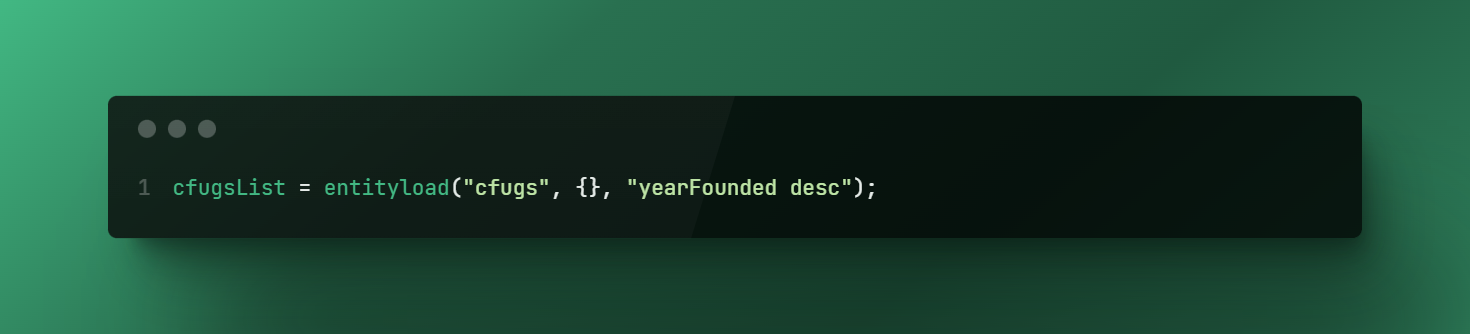 1 cfugsList = entityload("cfugs", {}, "yearFounded desc");